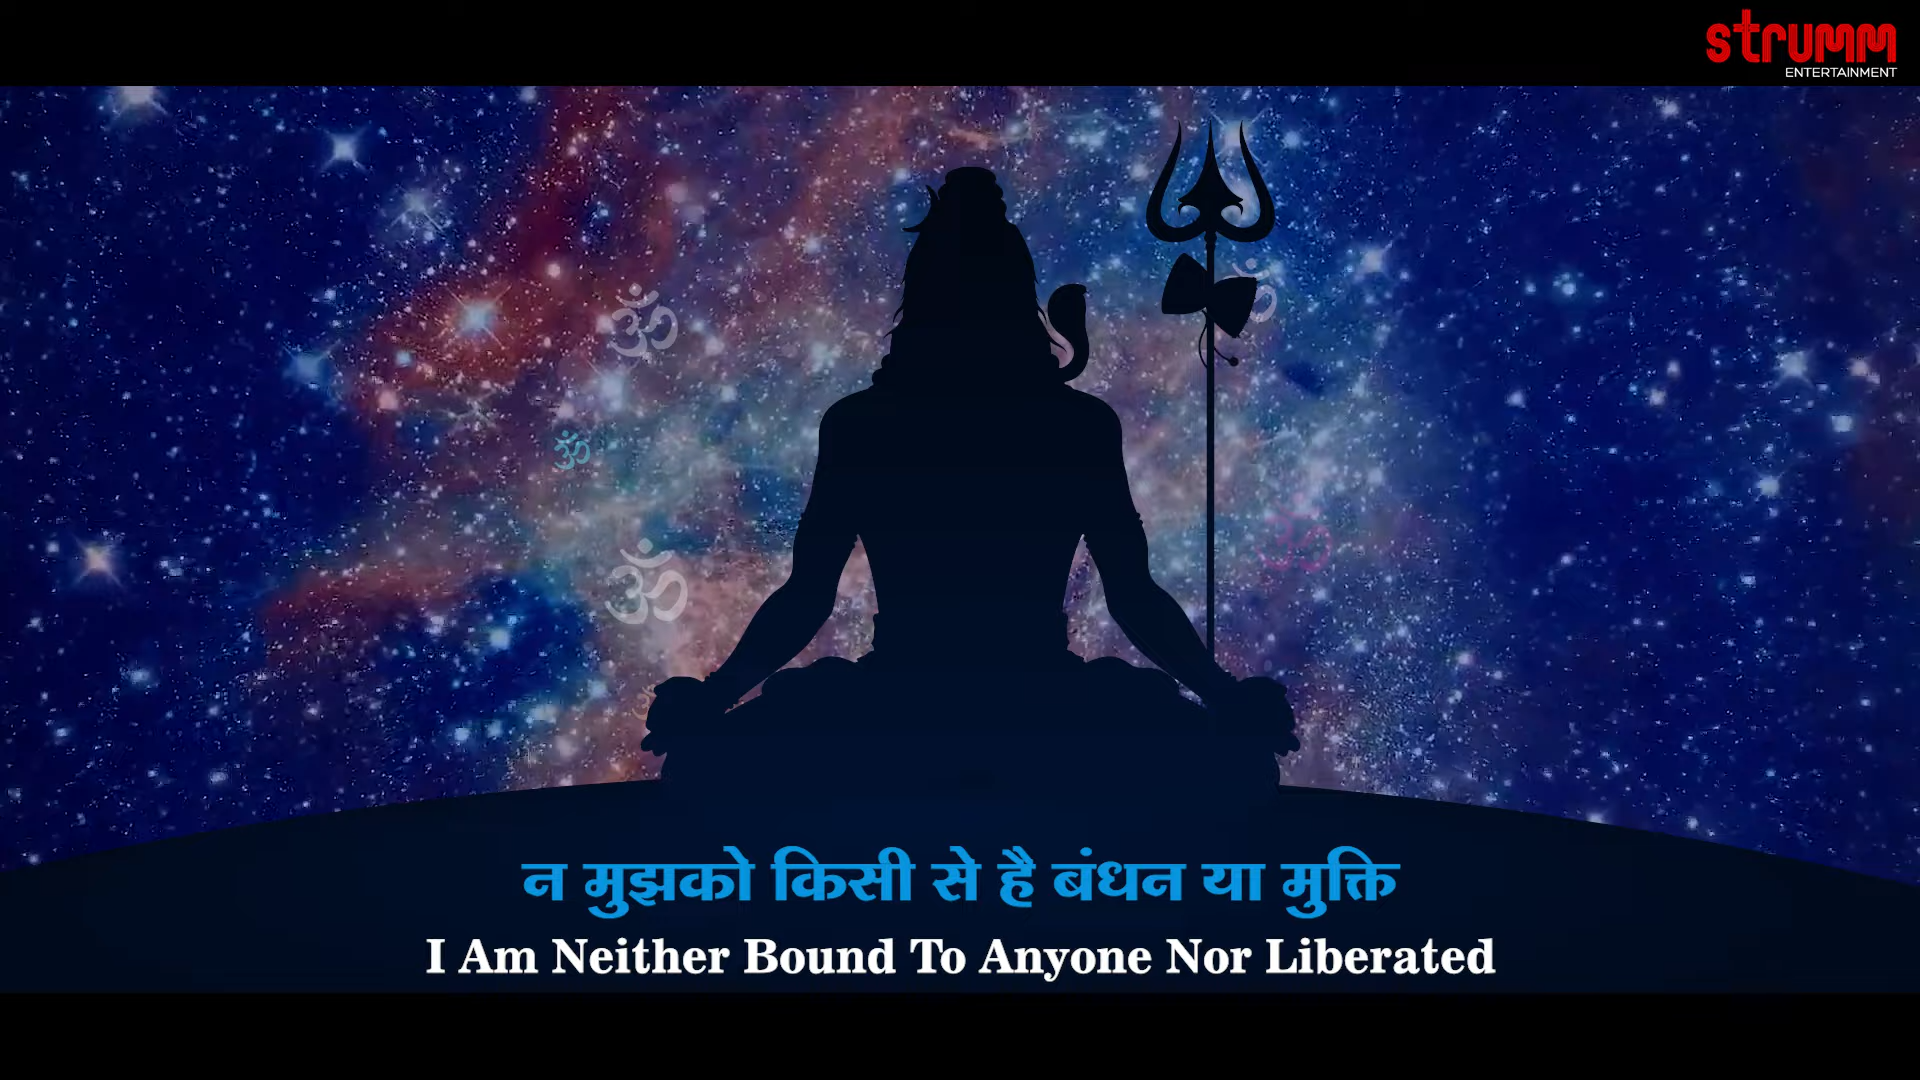 strumm
ENTERTAINMENT
ॐ
ॐ
ॐ
ॐ
ॐ
न मुझको किसी से है बंधन या मुक्ति
I Am Neither Bound To Anyone Nor Liberated